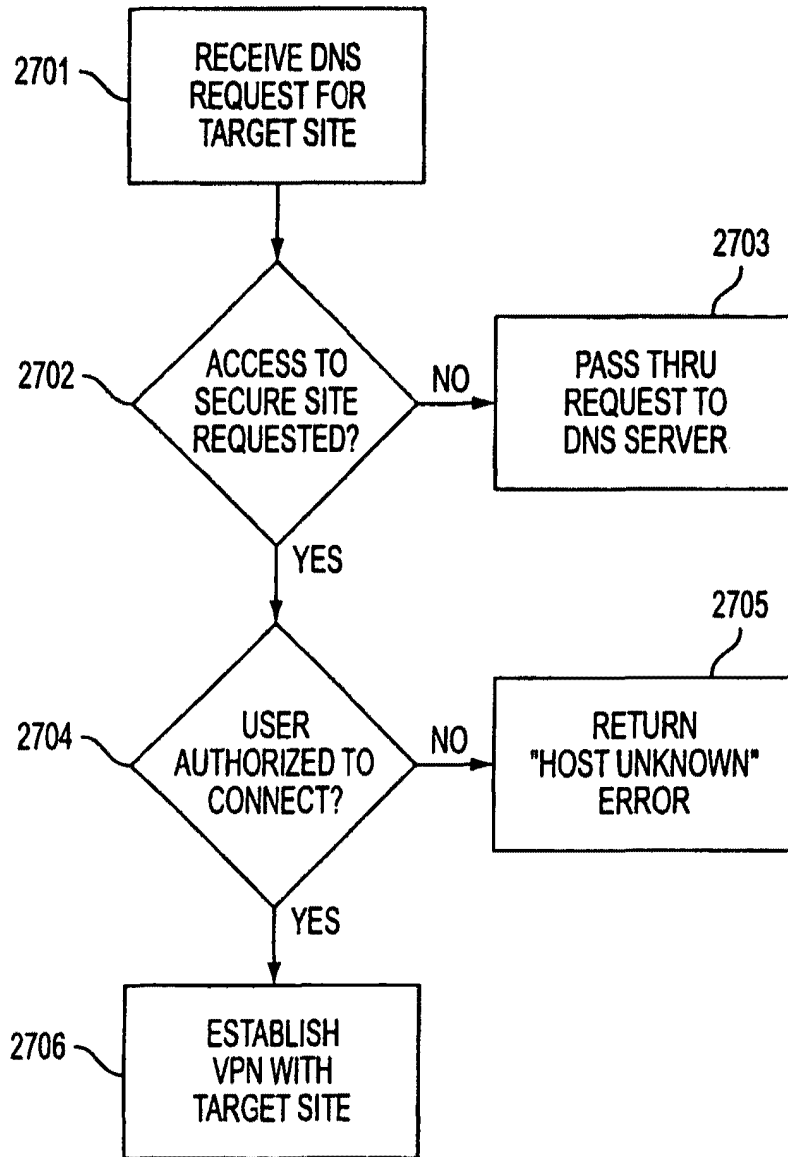 2701
RECEIVE DNS
REQUEST FOR
TARGET SITE
2702
ACCESS TO
SECURE SITE
REQUESTED?
NO
2703
PASS THRU
REQUEST TO
DNS SERVER
YES
2704
USER
AUTHORIZED TO
CONNECT?
NO
2705
RETURN
"HOST UNKNOWN"
ERROR
YES
2706
ESTABLISH
VPN WITH
TARGET SITE